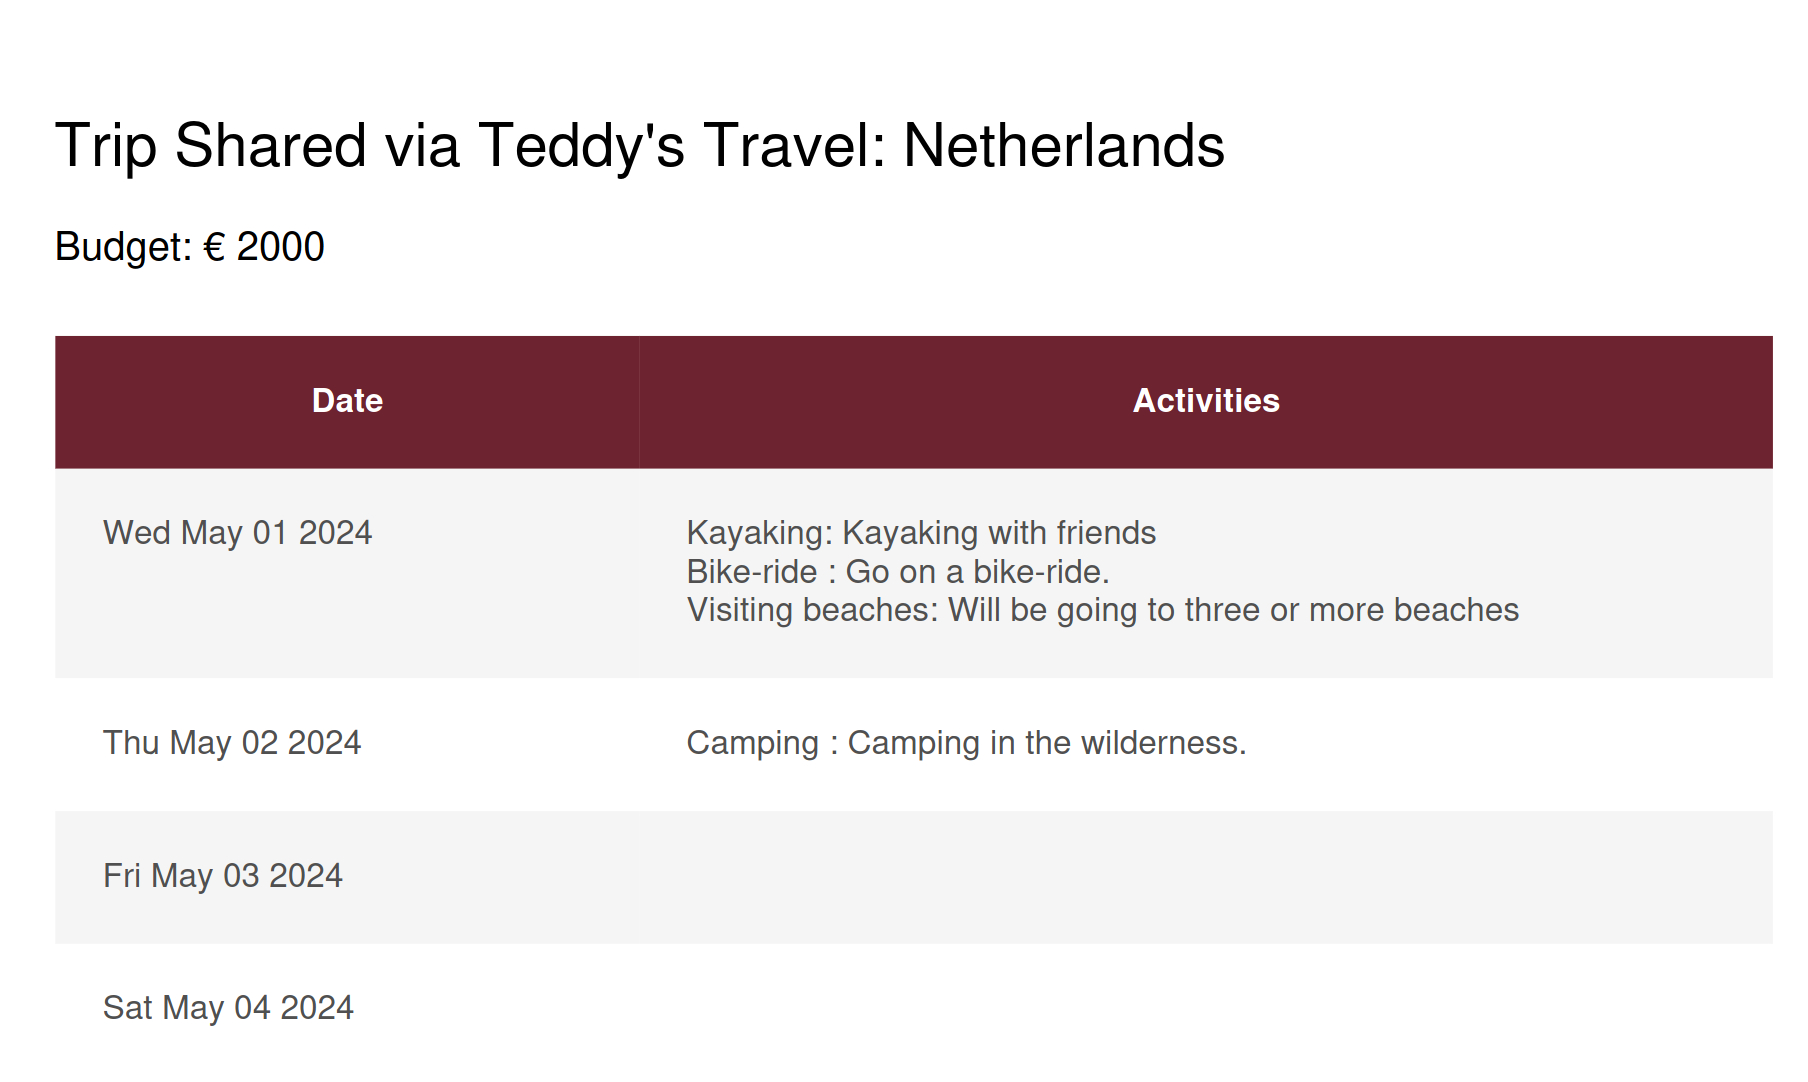 Trip Shared via Teddy's Travel: Netherlands
Budget: € 2000
Date Activities
Wed May 01 2024 Kayaking: Kayaking with friends
Bike-ride : Go on a bike-ride.
Visiting beaches: Will be going to three or more beaches
Thu May 02 2024 Camping : Camping in the wilderness.
Fri May 03 2024
Sat May 04 2024